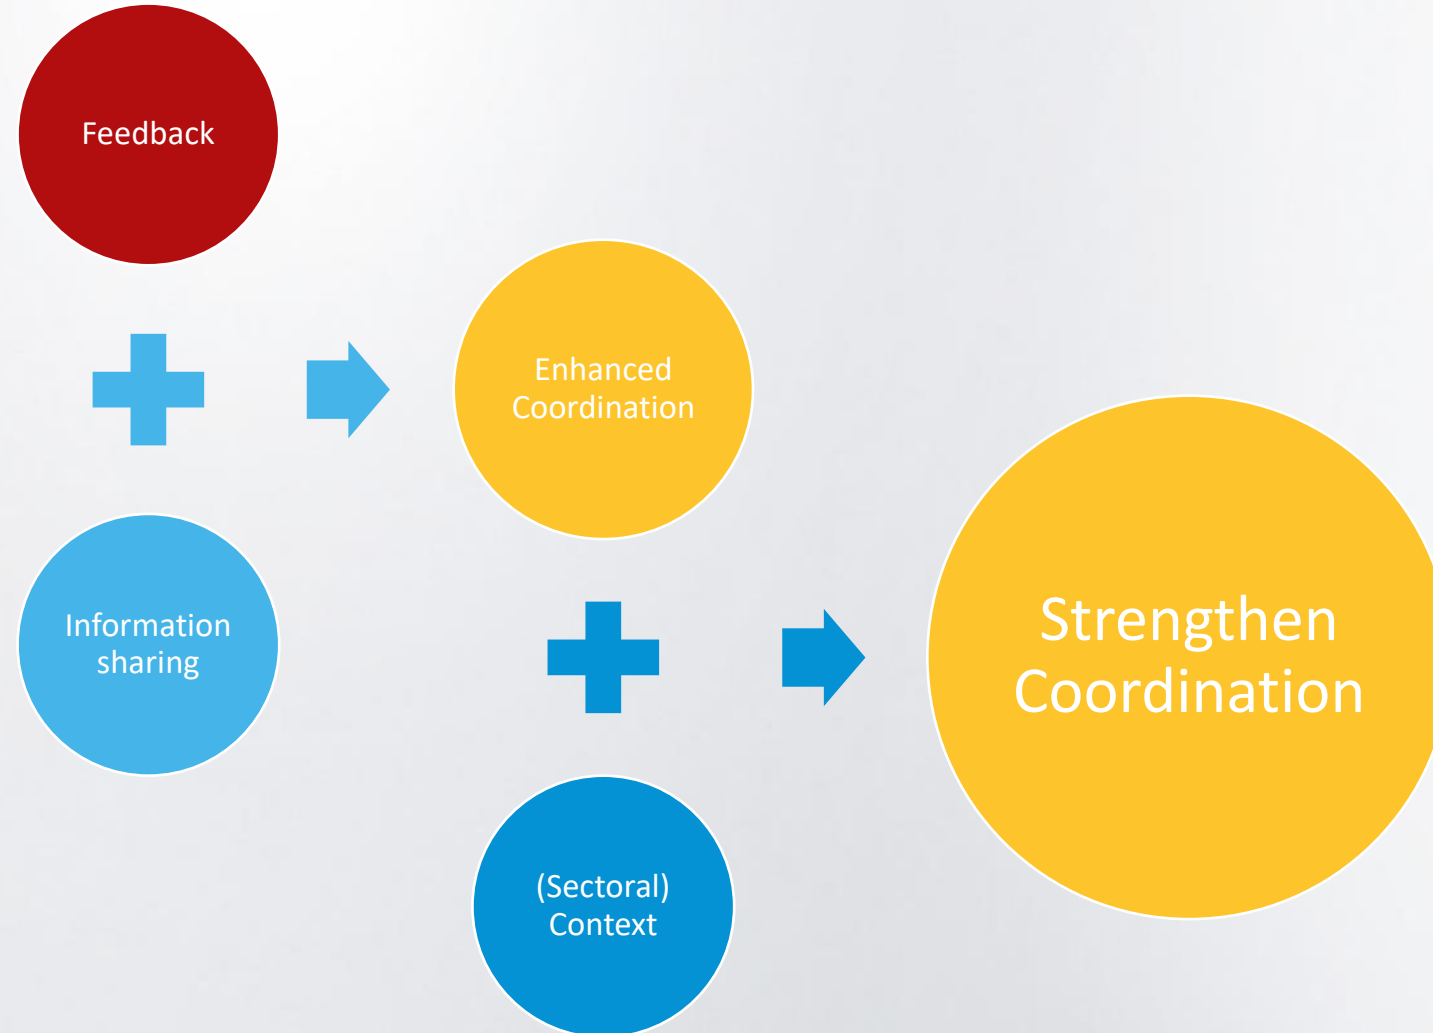 Feedback
Enhanced
Coordination
Information
sharing
Strengthen
Coordination
(Sectoral)
Context